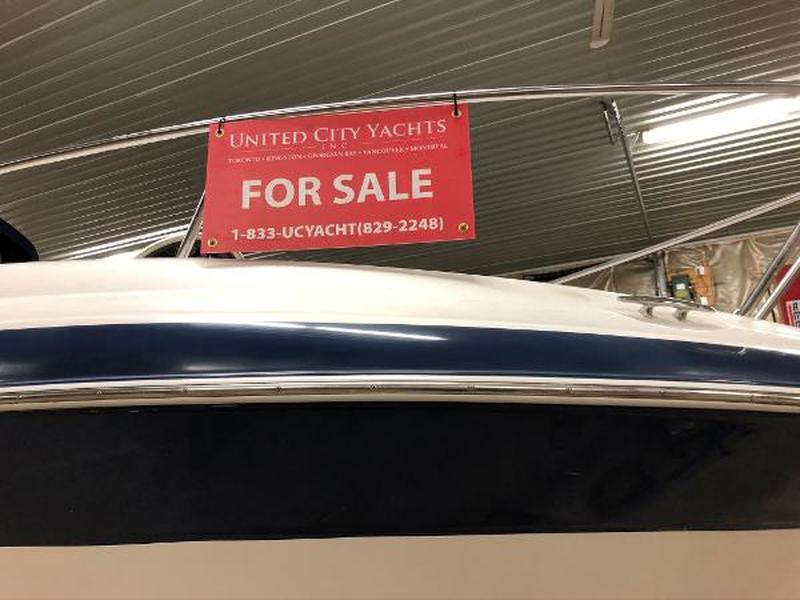 UNITED CITY YACHTS
INC
TORONTO • KINGSTON • GEORGIAN BAY • VANCOUVER • MONTREAL
FOR SALE
1-833-UCYACHT(829-2248)